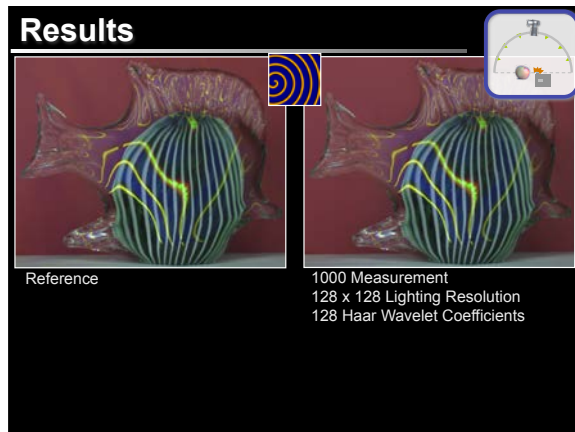 Results
Reference
1000 Measurement
128 x 128 Lighting Resolution
128 Haar Wavelet Coefficients